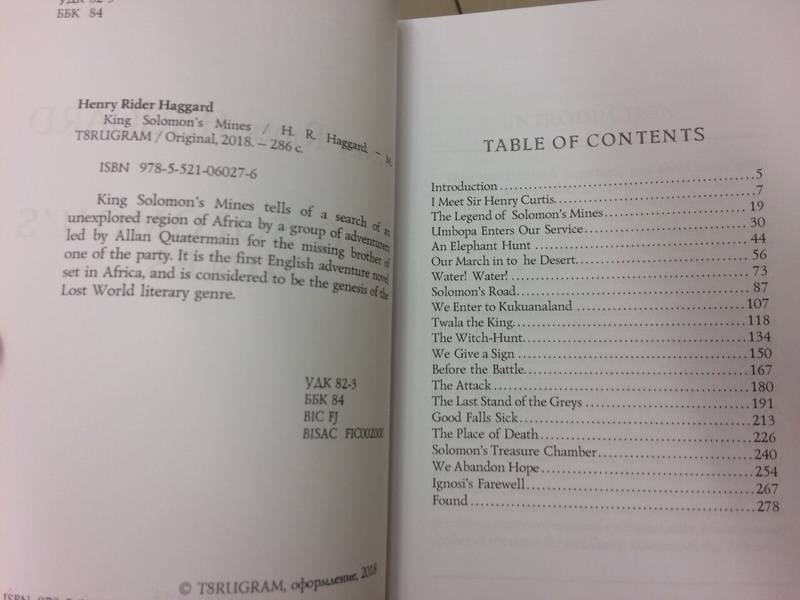 УДК 82-3
ББК 84
Henry Rider Haggard
King Solomon's Mines / H. R. Haggard – М.
T8RUGRAM / Original, 2018. – 286 c.
ISBN 978-5-521-06027-6
King Solomon's Mines tells of a search of an
unexplored region of Africa by a group of adventurers
led by Allan Quatermain for the missing brother of
one of the party. It is the first English adventure novel
set in Africa, and is considered to be the genesis of the
Lost World literary genre.
УДК 82-3
ББК 84
BIC FJ
BISAC FIC002000
© T8RUGRAM, оформление, 2018
TABLE OF CONTENTS
Introduction 5
I Meet Sir Henry Curtis. 7
The Legend of Solomon's Mines 19
Umbopa Enters Our Service 30
An Elephant Hunt 44
Our March in to he Desert 56
Water! Water! 73
Solomon's Road 87
We Enter to Kukuanaland 107
Twala the King 118
The Witch-Hunt 134
We Give a Sign 150
Before the Battle 167
The Attack 180
The Last Stand of the Greys 191
Good Falls Sick 213
The Place of Death 226
Solomon's Treasure Chamber 240
We Abandon Hope 254
Ignosi's Farewell 267
Found 278